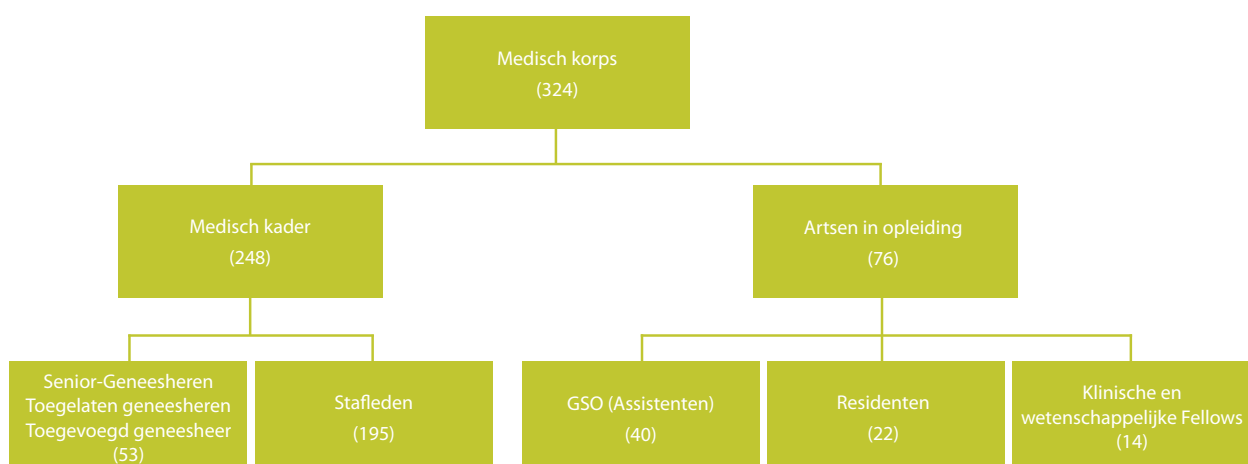 Medisch korps
(324)
Medisch kader
(248)
Artsen in opleiding
(76)
Senior-Geneesheren
Toegelaten geneesheren
Toegevoegd geneesheer
(53)
Stafleden
(195)
GSO (Assistenten)
(40)
Residenten
(22)
Klinische en
wetenschappelijke Fellows
(14)